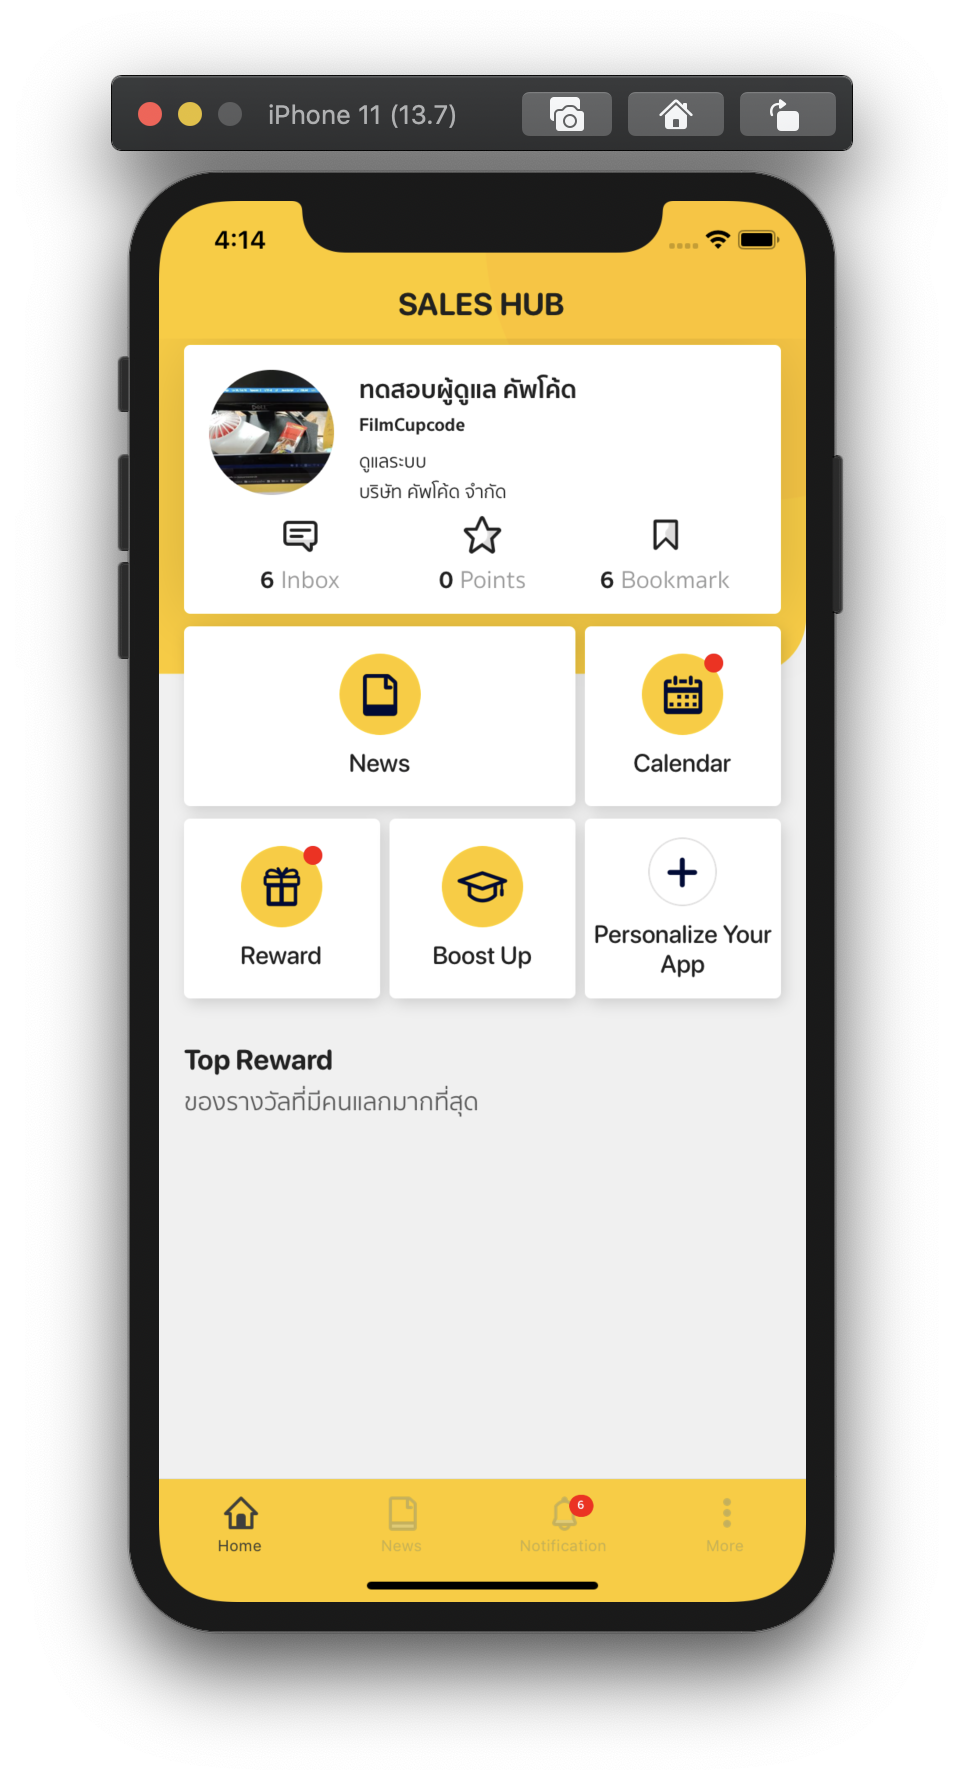 iPhone 11 (13.7)
4:14
SALES HUB
ทดสอบผู้ดูแล คัพโค้ด
FilmCupcode
ดูแลระบบ
บริษัท คัพโค้ด จำกัด
6 Inbox
0 Points
6 Bookmark
News
Calendar
Reward
Boost Up
Personalize Your
App
Top Reward
ของรางวัลที่มีคนแลกมากที่สุด
6
Home
News
Notification
More